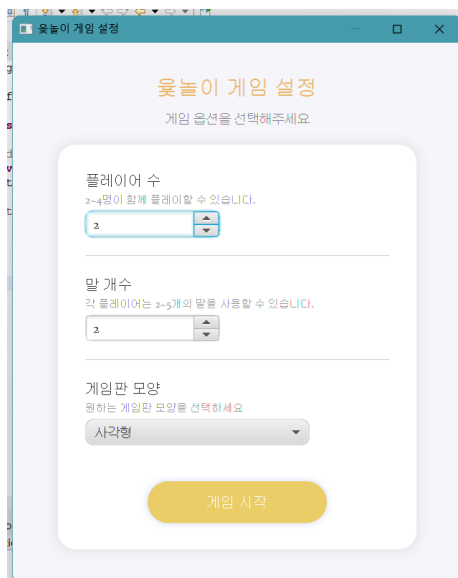 윷놀이 게임 설정
윷놀이 게임 설정
게임 옵션을 선택해주세요
플레이어 수
2~4명이 함께 플레이할 수 있습니다.
2
말 개수
각 플레이어는 2~5개의 말을 사용할 수 있습니다.
2
게임판 모양
원하는 게임판 모양을 선택하세요
사각형
게임 시작